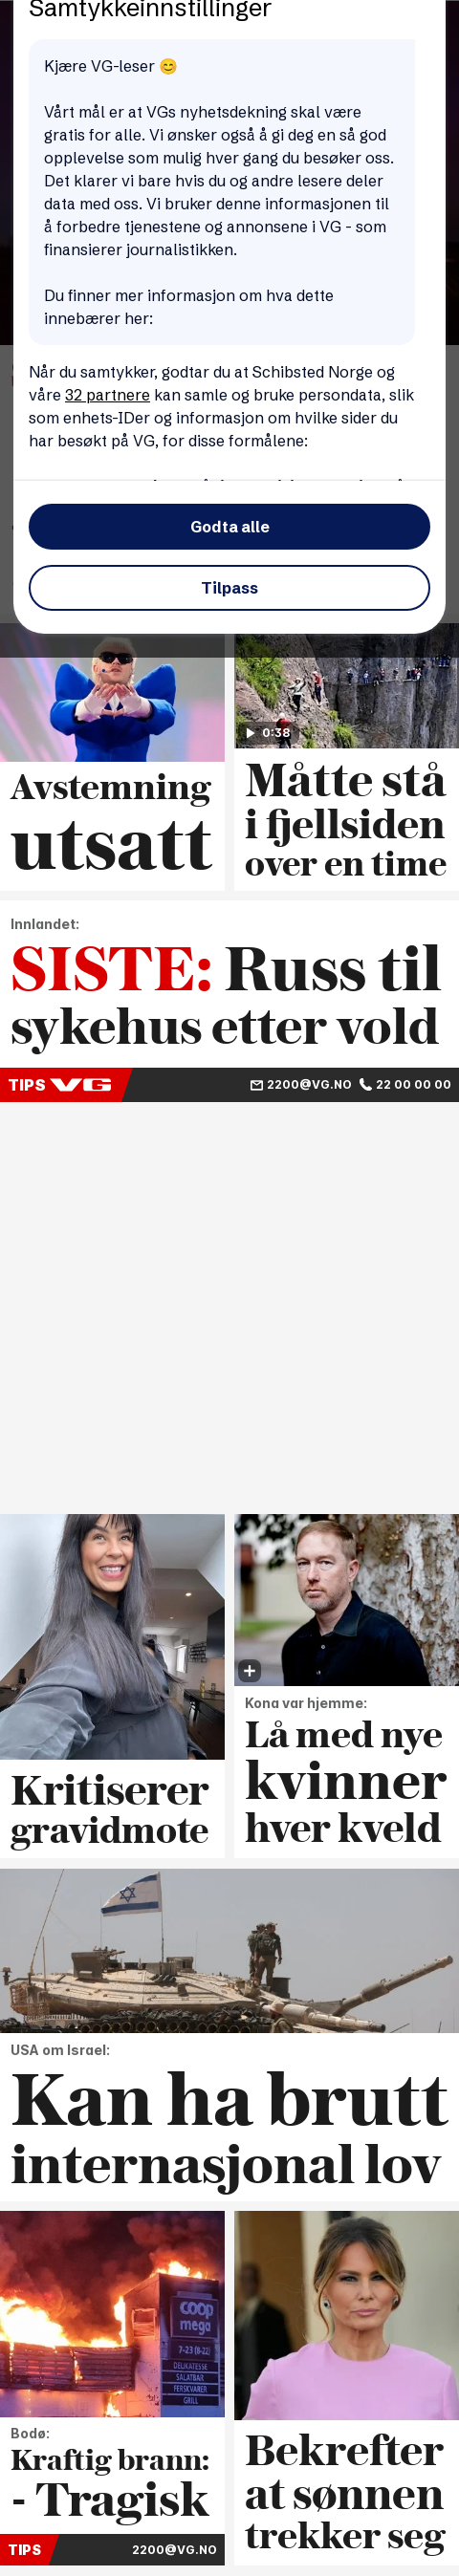 Samtykkeinnstillinger
Kjære VG-leser 😊
Vårt mål er at VGs nyhetsdekning skal være
gratis for alle. Vi ønsker også å gi deg en så god
opplevelse som mulig hver gang du besøker oss.
Det klarer vi bare hvis du og andre lesere deler
data med oss. Vi bruker denne informasjonen til
å forbedre tjenestene og annonsene i VG - som
finansierer journalistikken.
Du finner mer informasjon om hva dette
innebærer her:
Når du samtykker, godtar du at Schibsted Norge og
våre 32 partnere kan samle og bruke persondata, slik
som enhets-IDer og informasjon om hvilke sider du
har besøkt på VG, for disse formålene:
Godta alle
Tilpass
Avstemning
utsatt
0:38
Måtte stå
i fjellsiden
over en time
Innlandet:
SISTE: Russ til
sykehus etter vold
TIPS VG 2200@VG.NO 22 00 00 00
Kritiserer
gravidmote
Kona var hjemme:
Lå med nye
kvinner
hver kveld
USA om Israel:
Kan ha brutt
internasjonal lov
coop
mega
7-23 (8-22)
DELIKATESSE
SALATBAR
FERSKVARER
GRILL
Bodø:
Kraftig brann:
- Tragisk
TIPS 2200@VG.NO
Bekrefter
at sønnen
trekker seg